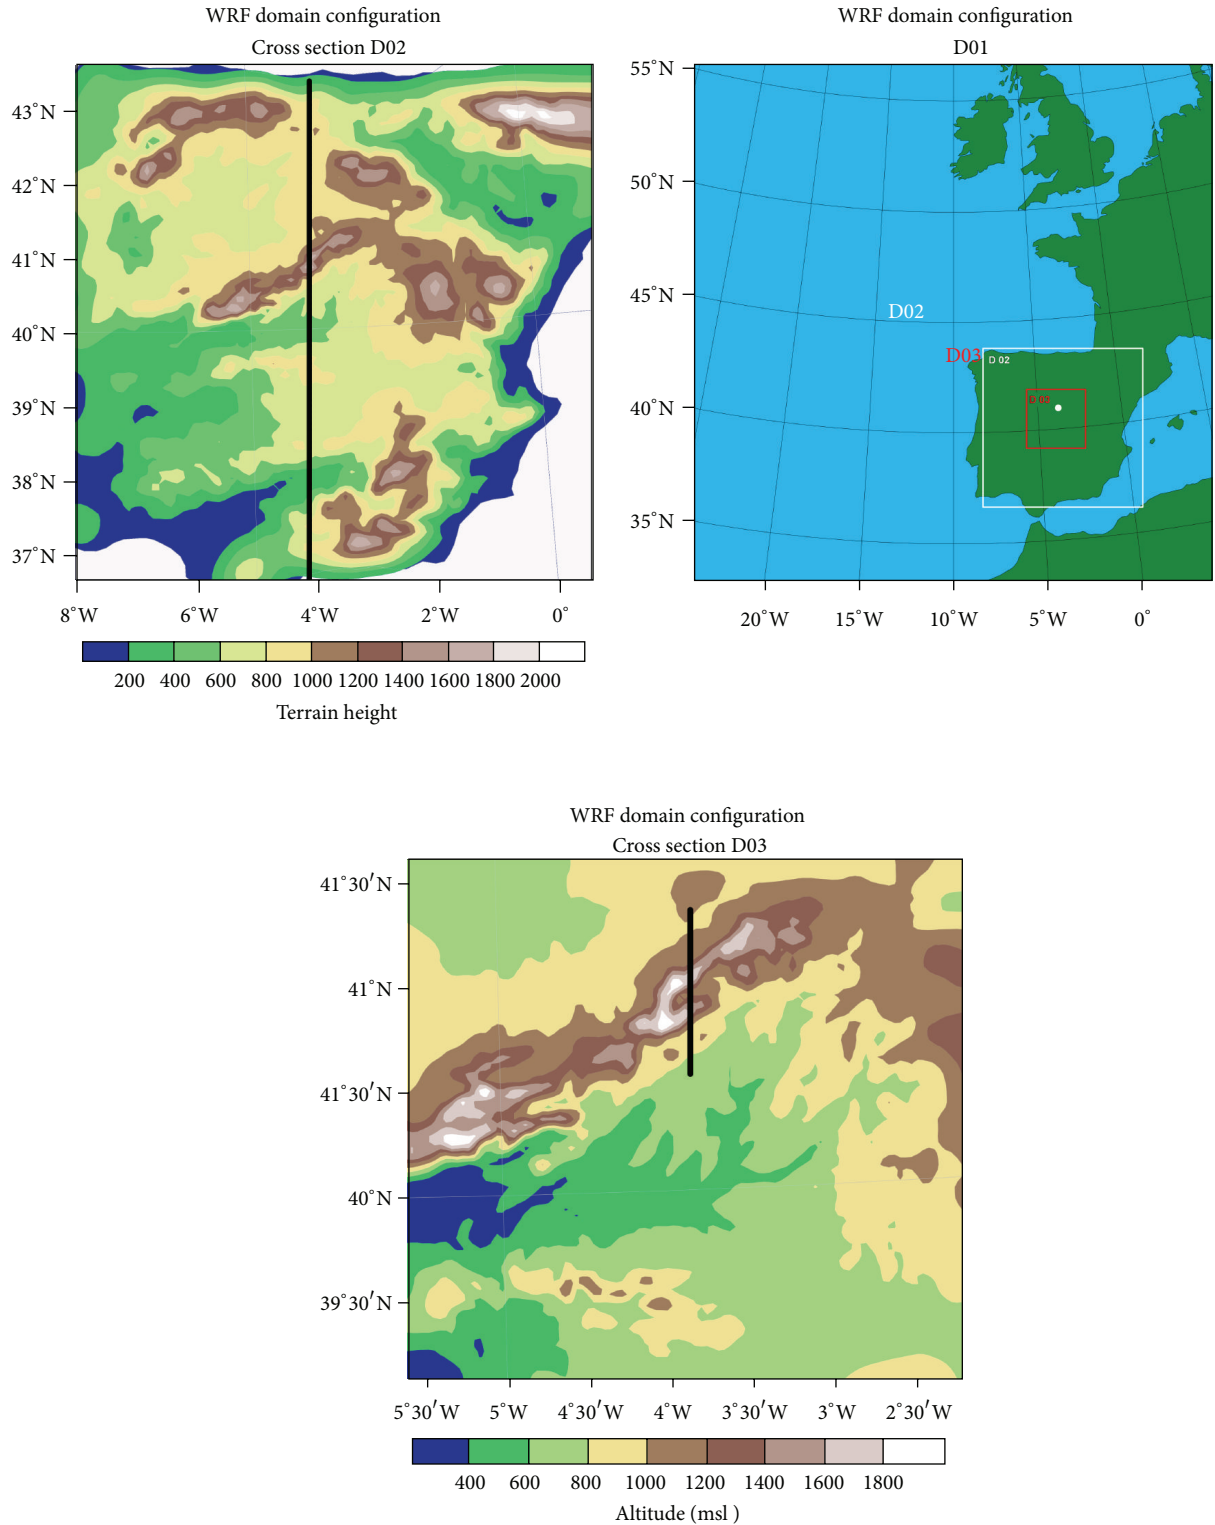 WRF domain configuration
Cross section D02
43°N
42°N
41°N
40°N
39°N
38°N
37°N
8°W 6°W 4°W 2°W 0°
200 400 600 800 1000 1200 1400 1600 1800 2000
Terrain height
WRF domain configuration
D01
55°N
50°N
45°N
40°N
35°N
D02
D03
D 02
D 03
20°W 15°W 10°W 5°W 0°
WRF domain configuration
Cross section D03
41°30′N
41°N
41°30′N
40°N
39°30′N
5°30′W 5°W 4°30′W 4°W 3°30′W 3°W 2°30′W
400 600 800 1000 1200 1400 1600 1800
Altitude (msl )